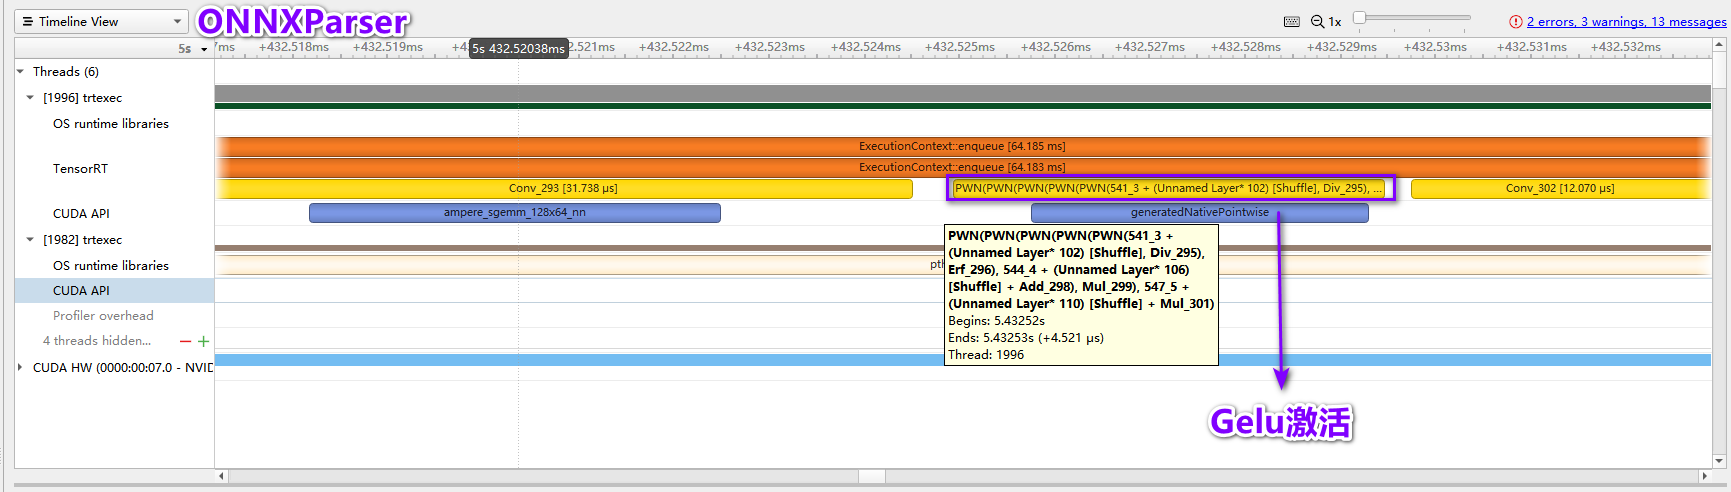 Timeline View
ONNXParser
1x
2 errors, 3 warnings, 13 messages
5s
7ms
+432.518ms
+432.519ms
5s 432.52038ms
.521ms
+432.522ms
+432.523ms
+432.524ms
+432.525ms
+432.526ms
+432.527ms
+432.528ms
+432.529ms
+432.53ms
+432.531ms
+432.532ms
Threads (6)
[1996] trtexec
OS runtime libraries
ExecutionContext::enqueue [64.185 ms]
TensorRT
ExecutionContext::enqueue [64.183 ms]
Conv_293 [31.738 µs]
PWN(PWN(PWN(PWN(PWN(541_3 + (Unnamed Layer* 102) [Shuffle], Div_295), ...
Conv_302 [12.070 µs]
CUDA API
ampere_sgemm_128x64_nn
generatedNativePointwise
[1982] trtexec
OS runtime libraries
pth
CUDA API
Profiler overhead
4 threads hidden...
CUDA HW (0000:00:07.0 - NVID
PWN(PWN(PWN(PWN(PWN(541_3 +
(Unnamed Layer* 102) [Shuffle], Div_295),
Erf_296), 544_4 + (Unnamed Layer* 106)
[Shuffle] + Add_298), Mul_299), 547_5 +
(Unnamed Layer* 110) [Shuffle] + Mul_301)
Begins: 5.43252s
Ends: 5.43253s (+4.521 µs)
Thread: 1996
Gelu激活